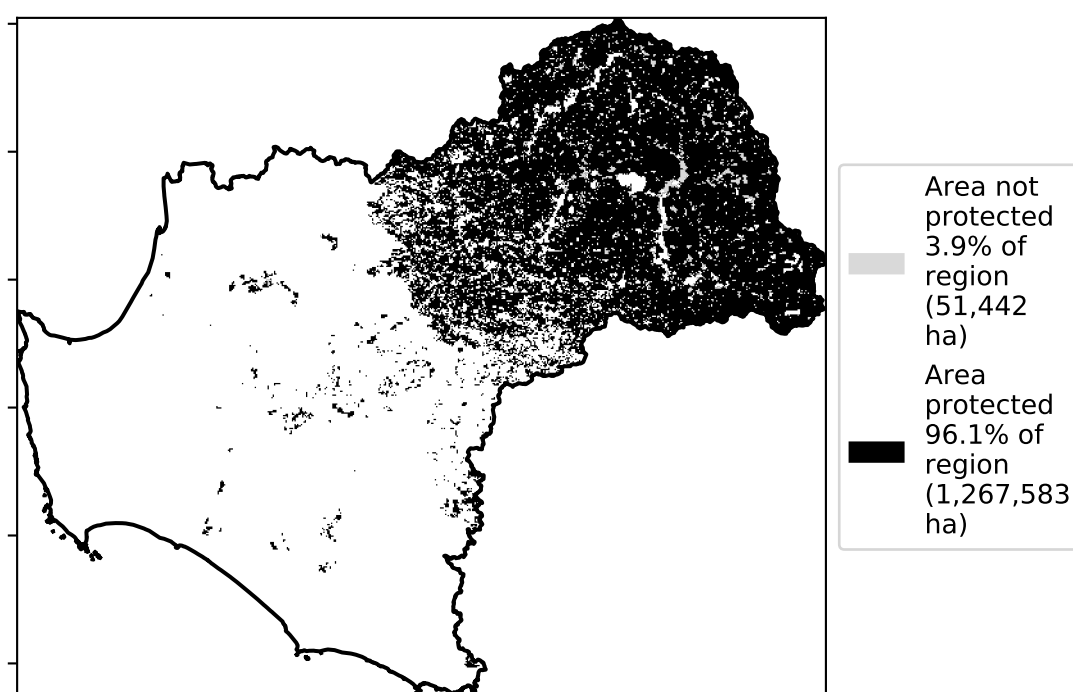 Area not
protected
3.9% of
region
(51,442
ha)
Area
protected
96.1% of
region
(1,267,583
ha)